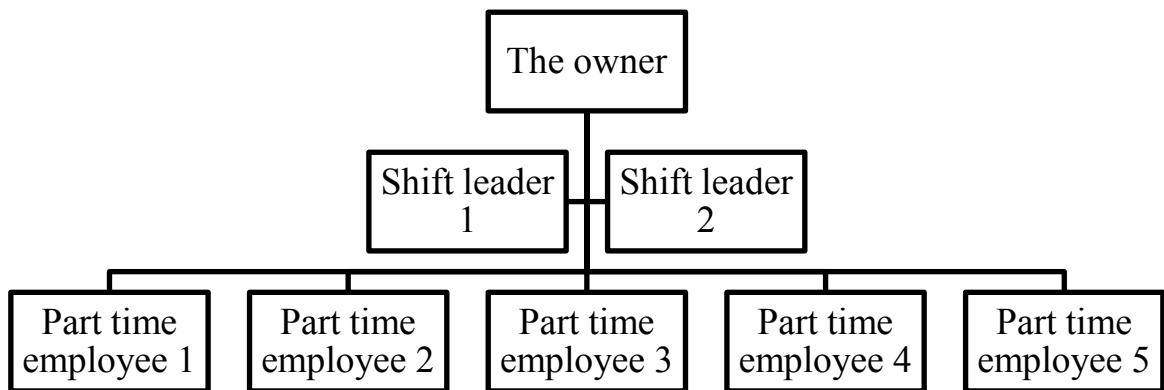 The owner
Shift leader
1
Shift leader
2
Part time
employee 1
Part time
employee 2
Part time
employee 3
Part time
employee 4
Part time
employee 5